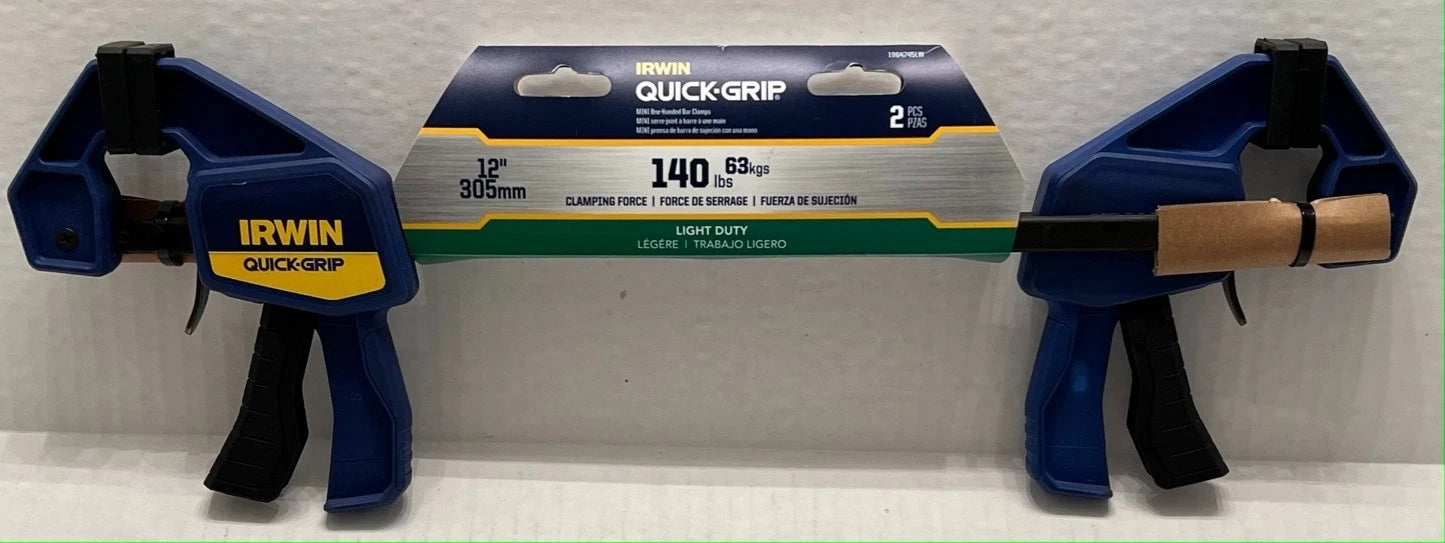 1964745LW
IRWIN
QUICK-GRIP®
MINI One-Handed Bar Clamps
MINI serre-joint à barre à une main
MINI prensa de barra de sujeción con una mano
2 PCS
PZAS
12"
305mm
140 lbs 63kgs
CLAMPING FORCE | FORCE DE SERRAGE | FUERZA DE SUJECIÓN
LIGHT DUTY
LÉGÉRE | TRABAJO LIGERO
IRWIN
QUICK-GRIP